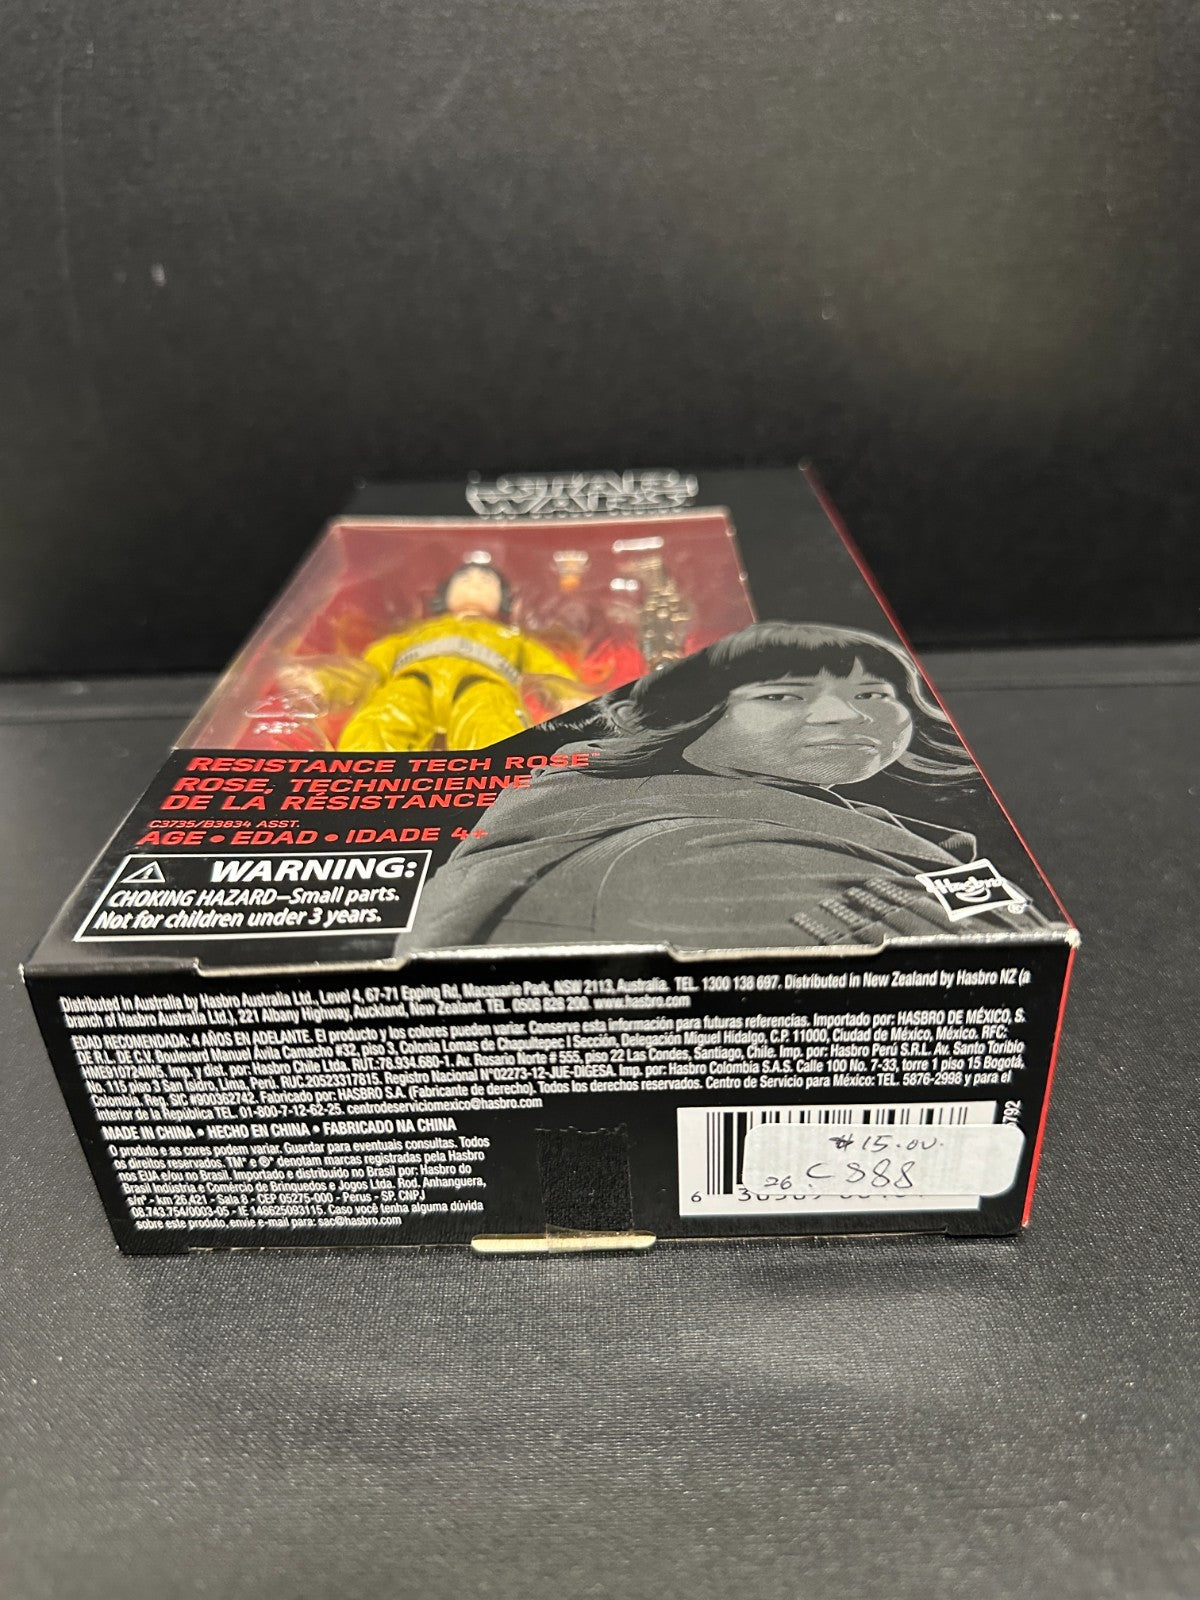 STAR
WARS
RESISTANCE TECH ROSE™
ROSE, TECHNICIENNE
DE LA RÉSISTANCE
C3735/B3834 ASST.
AGE • EDAD • IDADE 4+
WARNING:
CHOKING HAZARD–Small parts.
Not for children under 3 years.
Hasbro
®
Distributed in Australia by Hasbro Australia Ltd., Level 4, 67-71 Epping Rd, Macquarie Park, NSW 2113, Australia. TEL. 1300 138 697. Distributed in New Zealand by Hasbro NZ (a
branch of Hasbro Australia Ltd.), 221 Albany Highway, Auckland, New Zealand. TEL. 0508 828 200. www.hasbro.com
EDAD RECOMENDADA: 4 AÑOS EN ADELANTE. El producto y los colores pueden variar. Conserve esta información para futuras referencias. Importado por: HASBRO DE MÉXICO, S.
DE R.L. DE C.V. Boulevard Manuel Ávila Camacho #32, piso 3, Colonia Lomas de Chapultepec I Sección, Delegación Miguel Hidalgo, C.P. 11000, Ciudad de México, México. RFC:
HME910724IM5. Imp. y dist. por: Hasbro Chile Ltda. RUT.:78.934.680-1. Av. Rosario Norte # 555, piso 22 Las Condes, Santiago, Chile. Imp. por: Hasbro Perú S.R.L. Av. Santo Toribio
No. 115 piso 3 San Isidro, Lima, Perú. RUC:20523317815. Registro Nacional N°02273-12-JUE-DIGESA. Imp. por: Hasbro Colombia S.A.S. Calle 100 No. 7-33, torre 1 piso 15 Bogotá,
Colombia. Reg. SIC #900362742. Fabricado por: HASBRO S.A. (Fabricante de derecho). Todos los derechos reservados. Centro de Servicio para México: TEL. 5876-2998 y para el
interior de la República TEL. 01-800-7-12-62-25. centrodeserviciomexico@hasbro.com
MADE IN CHINA • HECHO EN CHINA • FABRICADO NA CHINA
O produto e as cores podem variar. Guardar para eventuais consultas. Todos
os direitos reservados. TM* e ®* denotam marcas registradas pela Hasbro
nos EUA e/ou no Brasil. Importado e distribuído no Brasil por: Hasbro do
Brasil Indústria e Comércio de Brinquedos e Jogos Ltda. Rod. Anhanguera,
s/nº - km 26,421 - Sala 8 - CEP 05275-000 - Perus - SP. CNPJ
08.743.754/0003-05 - IE 148625093115. Caso você tenha alguma dúvida
sobre este produto, envie e-mail para: sac@hasbro.com
$15.00.
26 C888
6